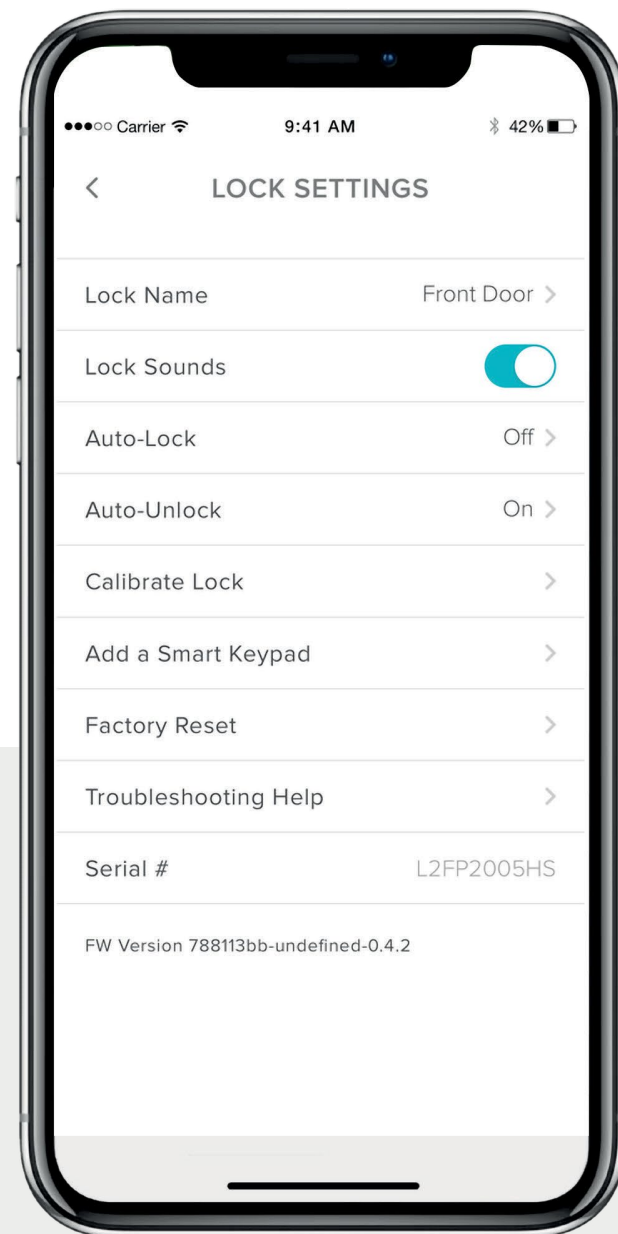 Carrier 9:41 AM 42%
LOCK SETTINGS
Lock Name Front Door
Lock Sounds
Auto-Lock Off
Auto-Unlock On
Calibrate Lock
Add a Smart Keypad
Factory Reset
Troubleshooting Help
Serial # L2FP2005HS
FW Version 788113bb-undefined-0.4.2